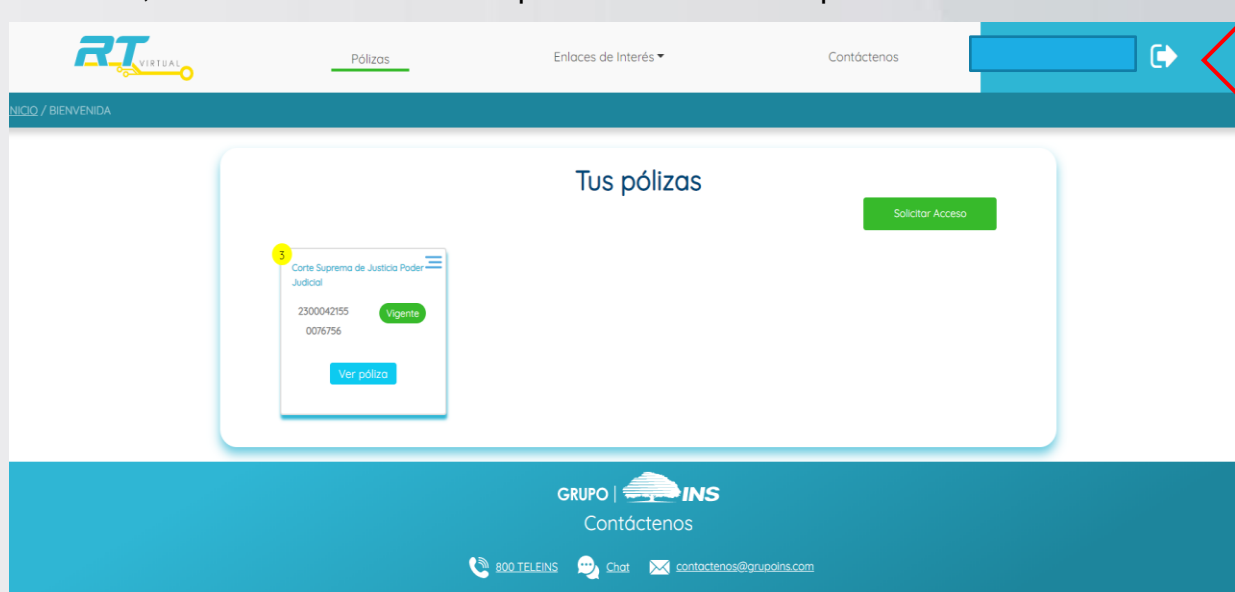 RT VIRTUAL
Pólizas
Enlaces de Interés
Contáctenos
INICIO / BIENVENIDA
Tus pólizas
Solicitar Acceso
3
Corte Suprema de Justicia Poder
Judicial
2300042155
Vigente
0076756
Ver póliza
GRUPO | INS
Contáctenos
800 TELEINS
Chat
contactenos@grupoins.com